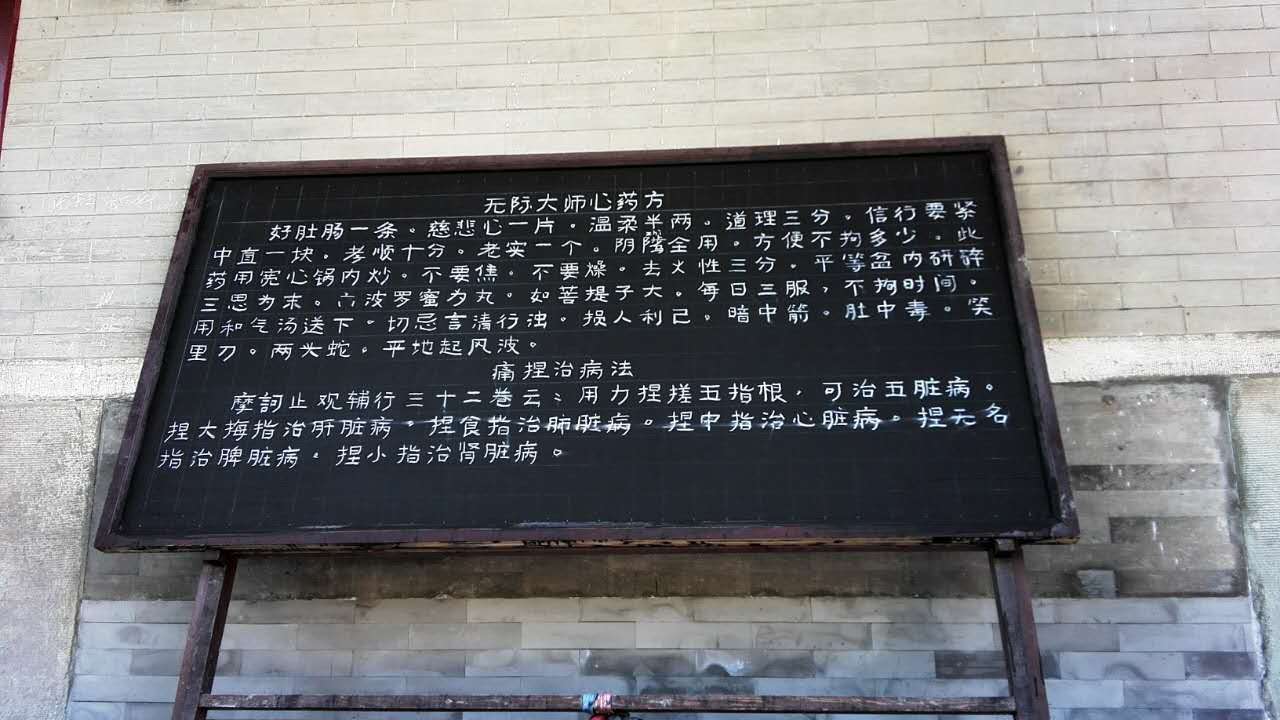 无际大师心药方
好肚肠一条。慈悲心一片。温柔半两。道理三分。信行要紧
中直一块。孝顺十分。老实一个。阴隲全用。方便不拘多少。此
药用宽心锅内炒。不要焦。不要燥。去火性三分。平等盆内研碎
三思为末。六波罗蜜为丸。如菩提子大。每日三服，不拘时间。
用和气汤送下。切忌言清行浊。损人利己。暗中箭。肚中毒。笑
里刀。两头蛇。平地起风波。
痛捏治病法
摩诃止观辅行三十二卷云：用力捏搓五指根，可治五脏病。
捏大拇指治肝脏病。捏食指治肺脏病。捏中指治心脏病。捏无名
指治脾脏病。捏小指治肾脏病。